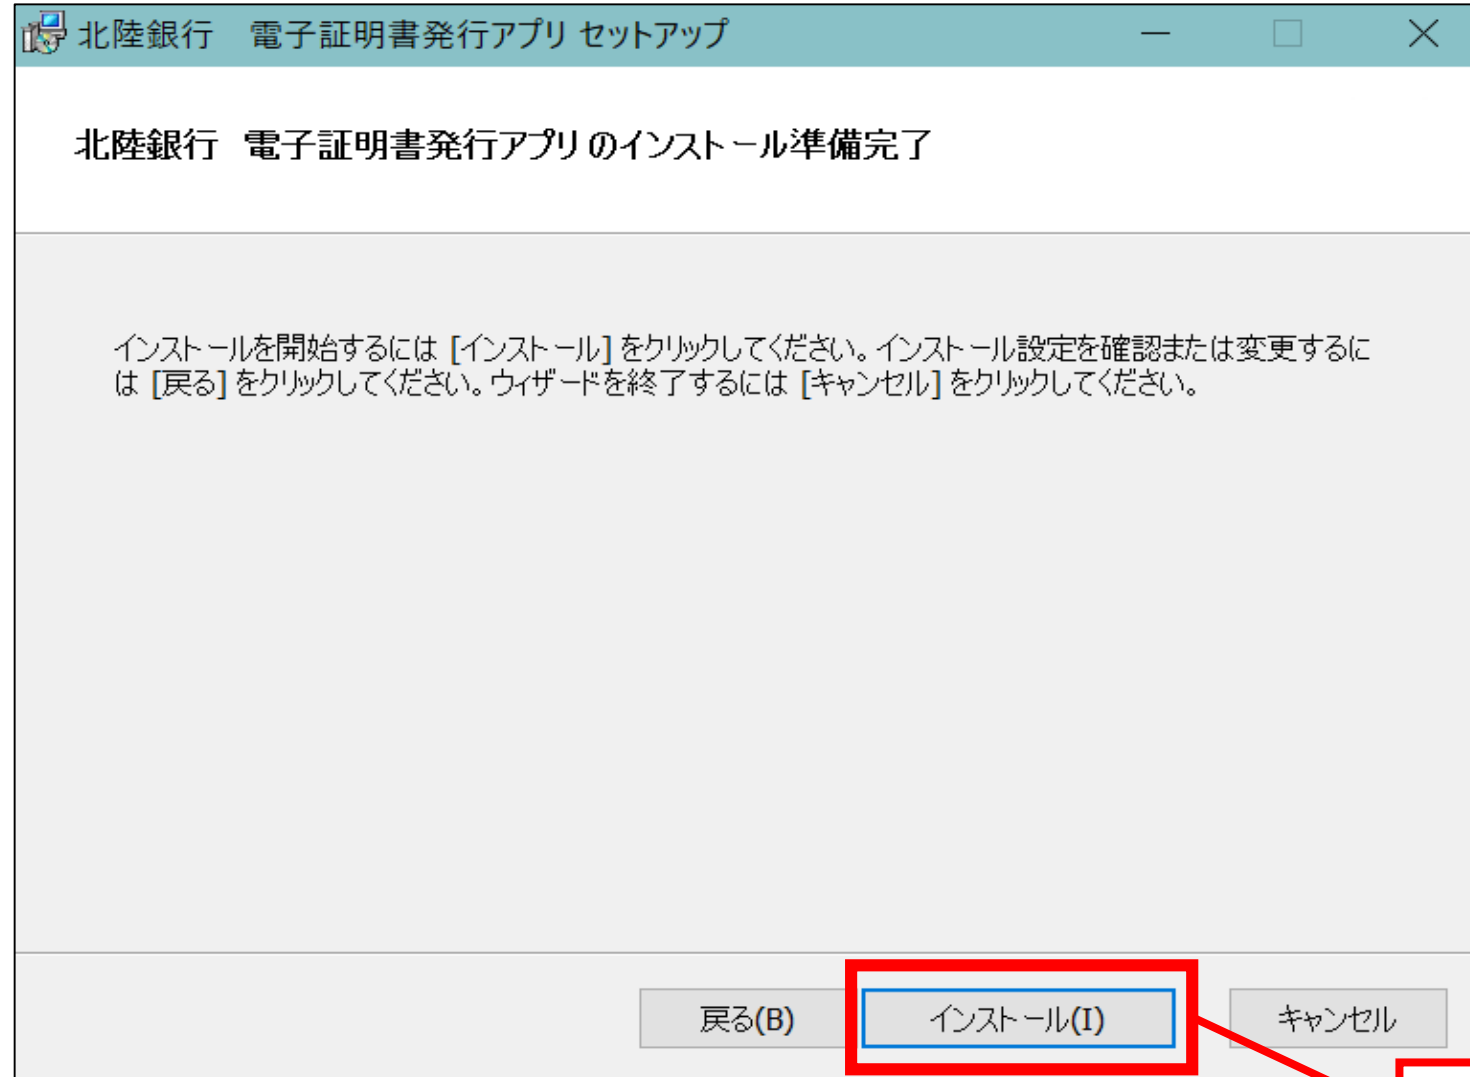 北陸銀行　電子証明書発行アプリ セットアップ
北陸銀行　電子証明書発行アプリ のインストール準備完了
インストールを開始するには [インストール] をクリックしてください。インストール設定を確認または変更するに
は [戻る] をクリックしてください。ウィザードを終了するには [キャンセル] をクリックしてください。
戻る(B)
インストール(I)
キャンセル